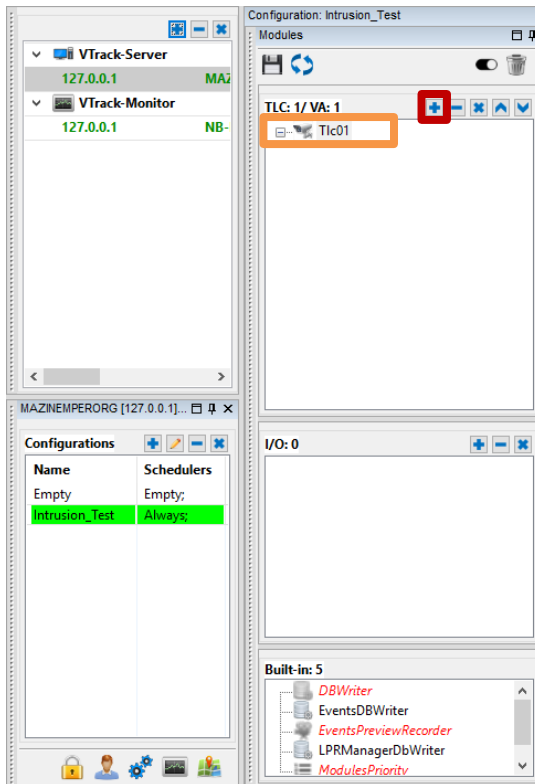 VTrack-Server
127.0.0.1 MAZ
VTrack-Monitor
127.0.0.1 NB-
MAZINEMPERORG [127.0.0.1]...
Configurations
Name Schedulers
Empty Empty;
Intrusion_Test Always;
Configuration: Intrusion_Test
Modules
TLC: 1/ VA: 1
Tlc01
I/O: 0
Built-in: 5
DBWriter
EventsDBWriter
EventsPreviewRecorder
LPRManagerDbWriter
ModulesPriority